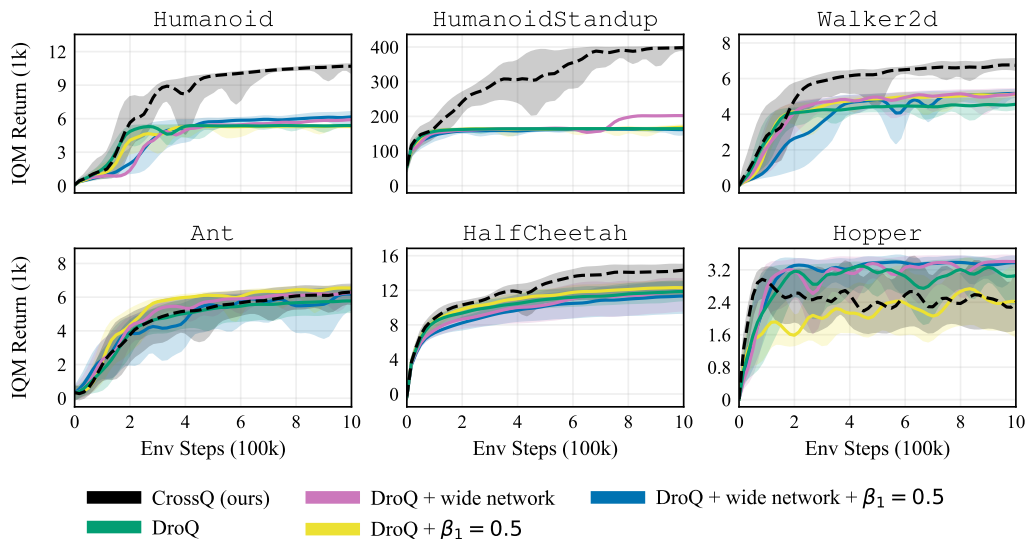 Humanoid
HumanoidStandup
Walker2d
IQM Return (1k)
12
9
6
3
0
400
300
200
100
0
8
6
4
2
0
Ant
HalfCheetah
Hopper
IQM Return (1k)
8
6
4
2
0
16
12
8
4
0
3.2
2.4
1.6
0.8
0
0 2 4 6 8 10
0 2 4 6 8 10
0 2 4 6 8 10
Env Steps (100k)
Env Steps (100k)
Env Steps (100k)
CrossQ (ours)
DroQ + wide network
DroQ + wide network + β₁ = 0.5
DroQ
DroQ + β₁ = 0.5